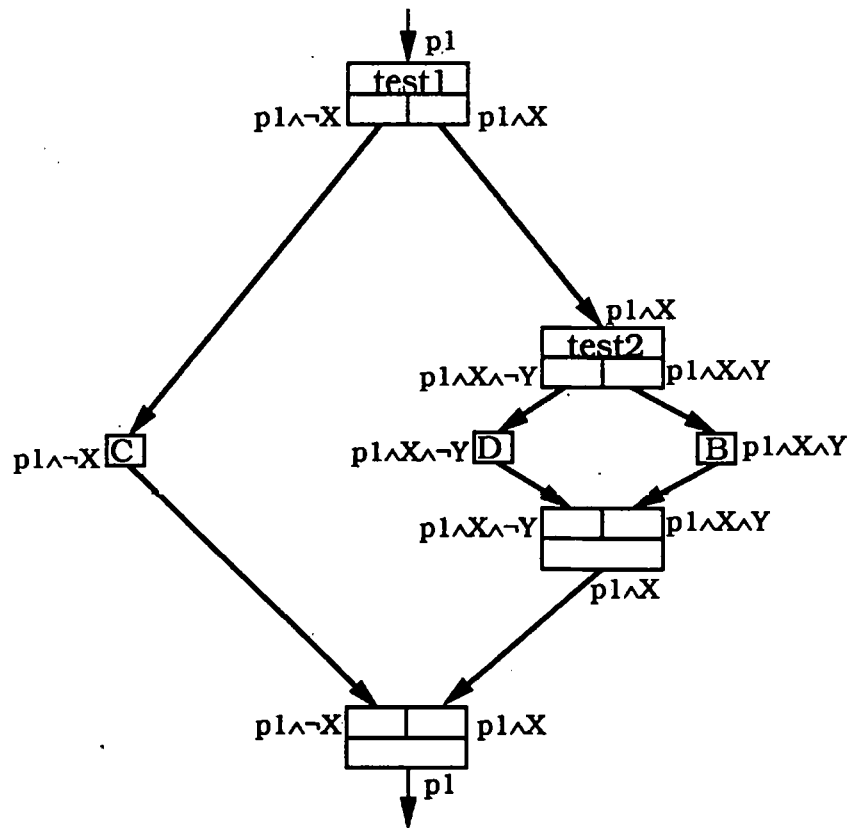 p1
test1
p1∧¬X p1∧X
p1∧X
test2
p1∧X∧¬Y p1∧X∧Y
p1∧¬X C p1∧X∧¬Y D B p1∧X∧Y
p1∧X∧¬Y p1∧X∧Y
p1∧X
p1∧¬X p1∧X
p1